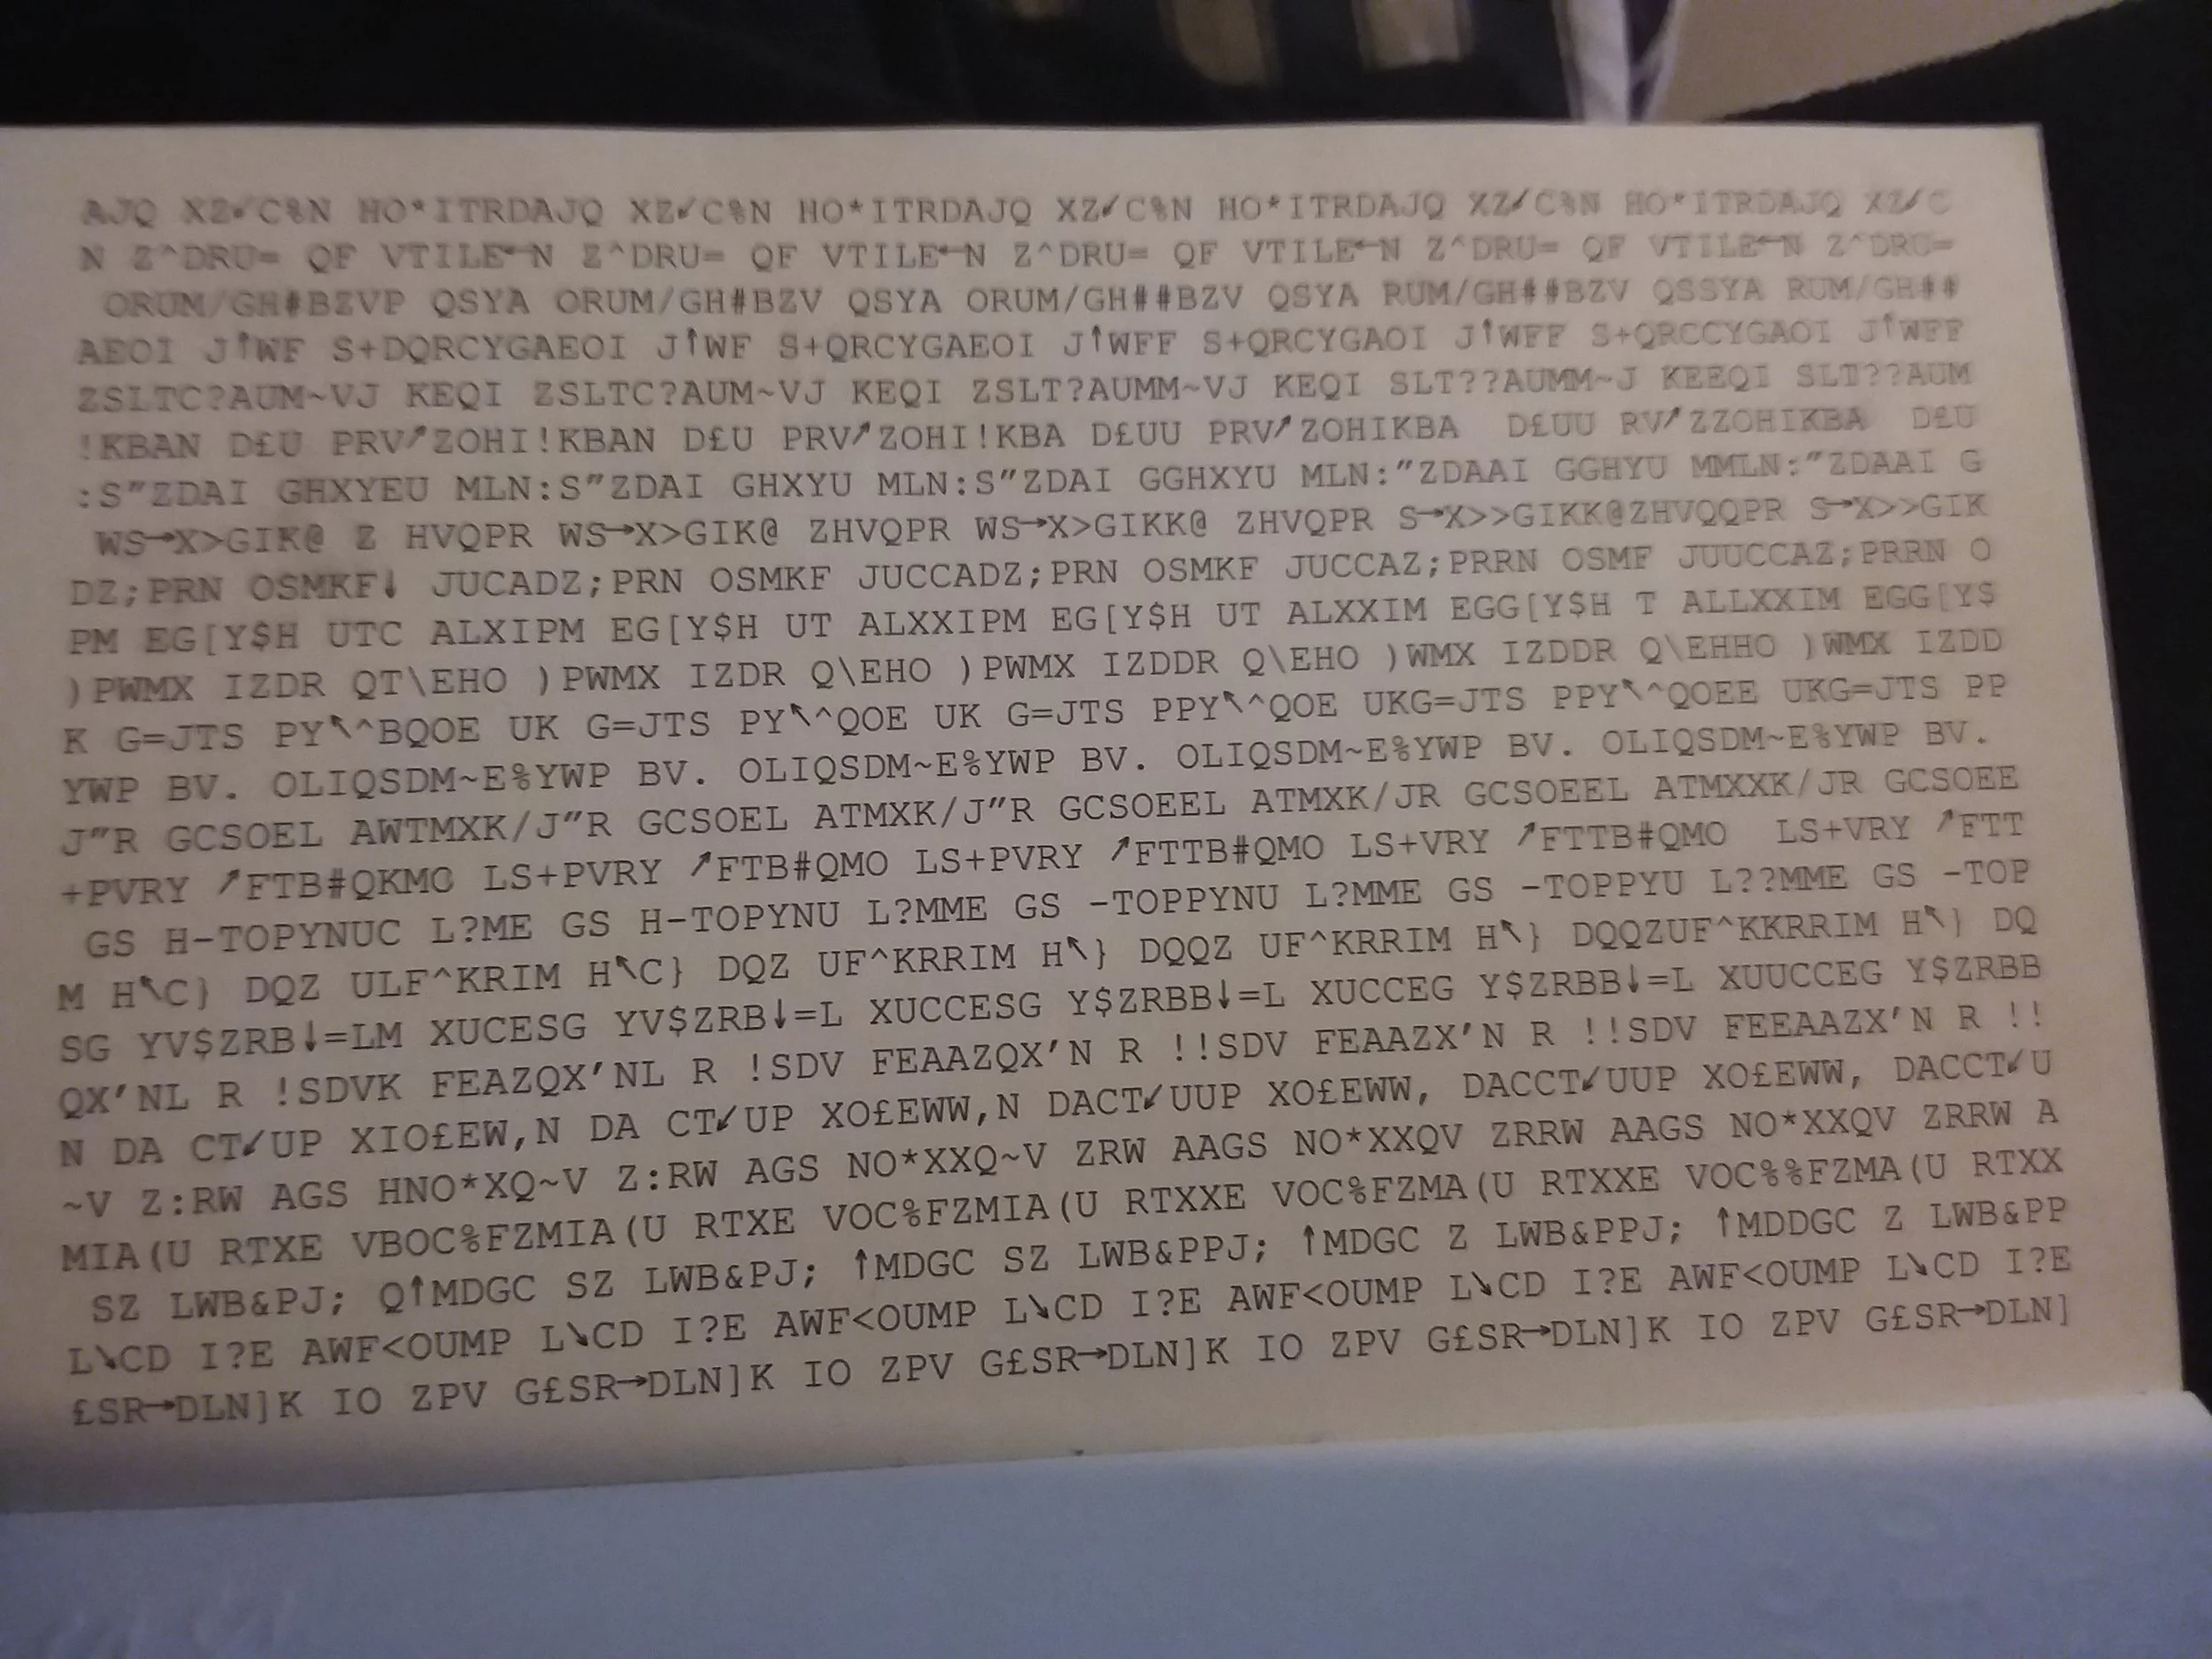 AJQ XZ↙C%N HO*ITRDAJQ XZ↙C%N HO*ITRDAJQ XZ↙C%N HO*ITRDAJQ XZ↙C%N HO*ITRDAJQ XZ↙C
N Z^DRU= QF VTILE←N Z^DRU= QF VTILE←N Z^DRU= QF VTILE←N Z^DRU= QF VTILE←N Z^DRU=
ORUM/GH#BZVP QSYA ORUM/GH#BZV QSYA ORUM/GH##BZV QSYA RUM/GH##BZV QSSYA RUM/GH##
AEOI J↑WF S+DQRCYGAEOI J↑WF S+QRCYGAEOI J↑WFF S+QRCYGAOI J↑WFF S+QRCCYGAOI J↑WFF
ZSLTC?AUM~VJ KEQI ZSLTC?AUM~VJ KEQI ZSLT?AUMM~VJ KEQI SLT??AUMM~J KEEQI SLT??AUM
!KBAN D£U PRV↗ZOHI!KBAN D£U PRV↗ZOHI!KBA D£UU PRV↗ZOHIKBA  D£UU RV↗ZZOHIKBA  D£U
:S”ZDAI GHXYEU MLN:S”ZDAI GHXYU MLN:S”ZDAI GGHXYU MLN:”ZDAAI GGHYU MMLN:”ZDAAI G
WS→X>GIK@ Z HVQPR WS→X>GIK@ ZHVQPR WS→X>GIKK@ ZHVQPR S→X>>GIKK@ZHVQQPR S→X>>GIK
DZ;PRN OSMKF↓ JUCADZ;PRN OSMKF JUCCADZ;PRN OSMKF JUCCAZ;PRRN OSMF JUUCCAZ;PRRN O
PM EG[Y$H UTC ALXIPM EG[Y$H UT ALXXIPM EG[Y$H UT ALXXIM EGG[Y$H T ALLXXIM EGG[Y$
)PWMX IZDR QT\EHO )PWMX IZDR Q\EHO )PWMX IZDDR Q\EHO )WMX IZDDR Q\EHHO )WMX IZDD
K G=JTS PY↖^BQOE UK G=JTS PY↖^QOE UK G=JTS PPY↖^QOE UKG=JTS PPY↖^QOEE UKG=JTS PP
YWP BV. OLIQSDM~E%YWP BV. OLIQSDM~E%YWP BV. OLIQSDM~E%YWP BV. OLIQSDM~E%YWP BV.
J”R GCSOEL AWTMXK/J”R GCSOEL ATMXK/J”R GCSOEEL ATMXK/JR GCSOEEL ATMXXK/JR GCSOEE
+PVRY ↗FTB#QKMO LS+PVRY ↗FTB#QMO LS+PVRY ↗FTTB#QMO LS+VRY ↗FTTB#QMO  LS+VRY ↗FTT
GS H-TOPYNUC L?ME GS H-TOPYNU L?MME GS -TOPPYNU L?MME GS -TOPPYU L??MME GS -TOP
M H↖C} DQZ ULF^KRIM H↖C} DQZ UF^KRRIM H↖} DQQZ UF^KRRIM H↖} DQQZUF^KKRRIM H↖} DQ
SG YV$ZRB↓=LM XUCESG YV$ZRB↓=L XUCCESG Y$ZRBB↓=L XUCCEG Y$ZRBB↓=L XUUCCEG Y$ZRBB
QX’NL R !SDVK FEAZQX’NL R !SDV FEAAZQX’N R !!SDV FEAAZX’N R !!SDV FEEAAZX’N R !!
N DA CT↙UP XIO£EW,N DA CT↙UP XO£EWW,N DACT↙UUP XO£EWW, DACCT↙UUP XO£EWW, DACCT↙U
~V Z:RW AGS HNO*XQ~V Z:RW AGS NO*XXQ~V ZRW AAGS NO*XXQV ZRRW AAGS NO*XXQV ZRRW A
MIA(U RTXE VBOC%FZMIA(U RTXE VOC%FZMIA(U RTXXE VOC%FZMA(U RTXXE VOC%%FZMA(U RTXX
SZ LWB&PJ; Q↑MDGC SZ LWB&PJ; ↑MDGC SZ LWB&PPJ; ↑MDGC Z LWB&PPJ; ↑MDDGC Z LWB&PP
L↘CD I?E AWF<OUMP L↘CD I?E AWF<OUMP L↘CD I?E AWF<OUMP L↘CD I?E AWF<OUMP L↘CD I?E
£SR→DLN]K IO ZPV G£SR→DLN]K IO ZPV G£SR→DLN]K IO ZPV G£SR→DLN]K IO ZPV G£SR→DLN]